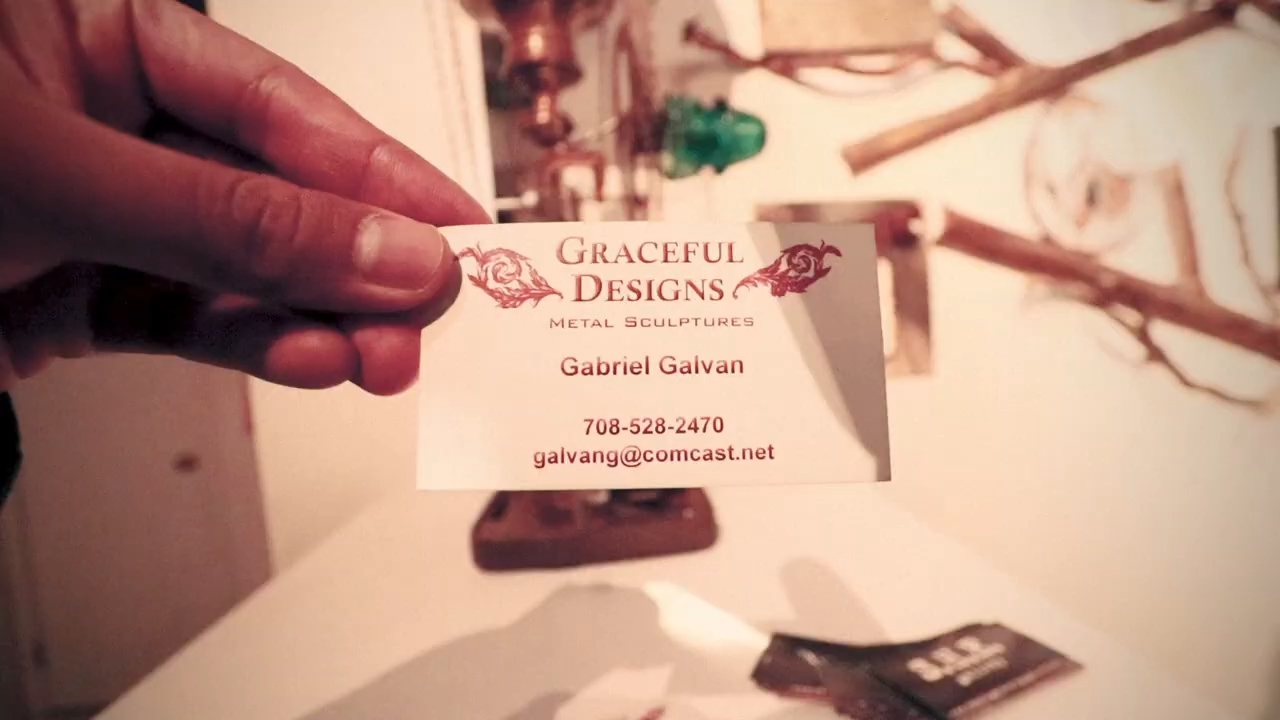 GRACEFUL
DESIGNS
METAL SCULPTURES
Gabriel Galvan
708-528-2470
galvang@comcast.net